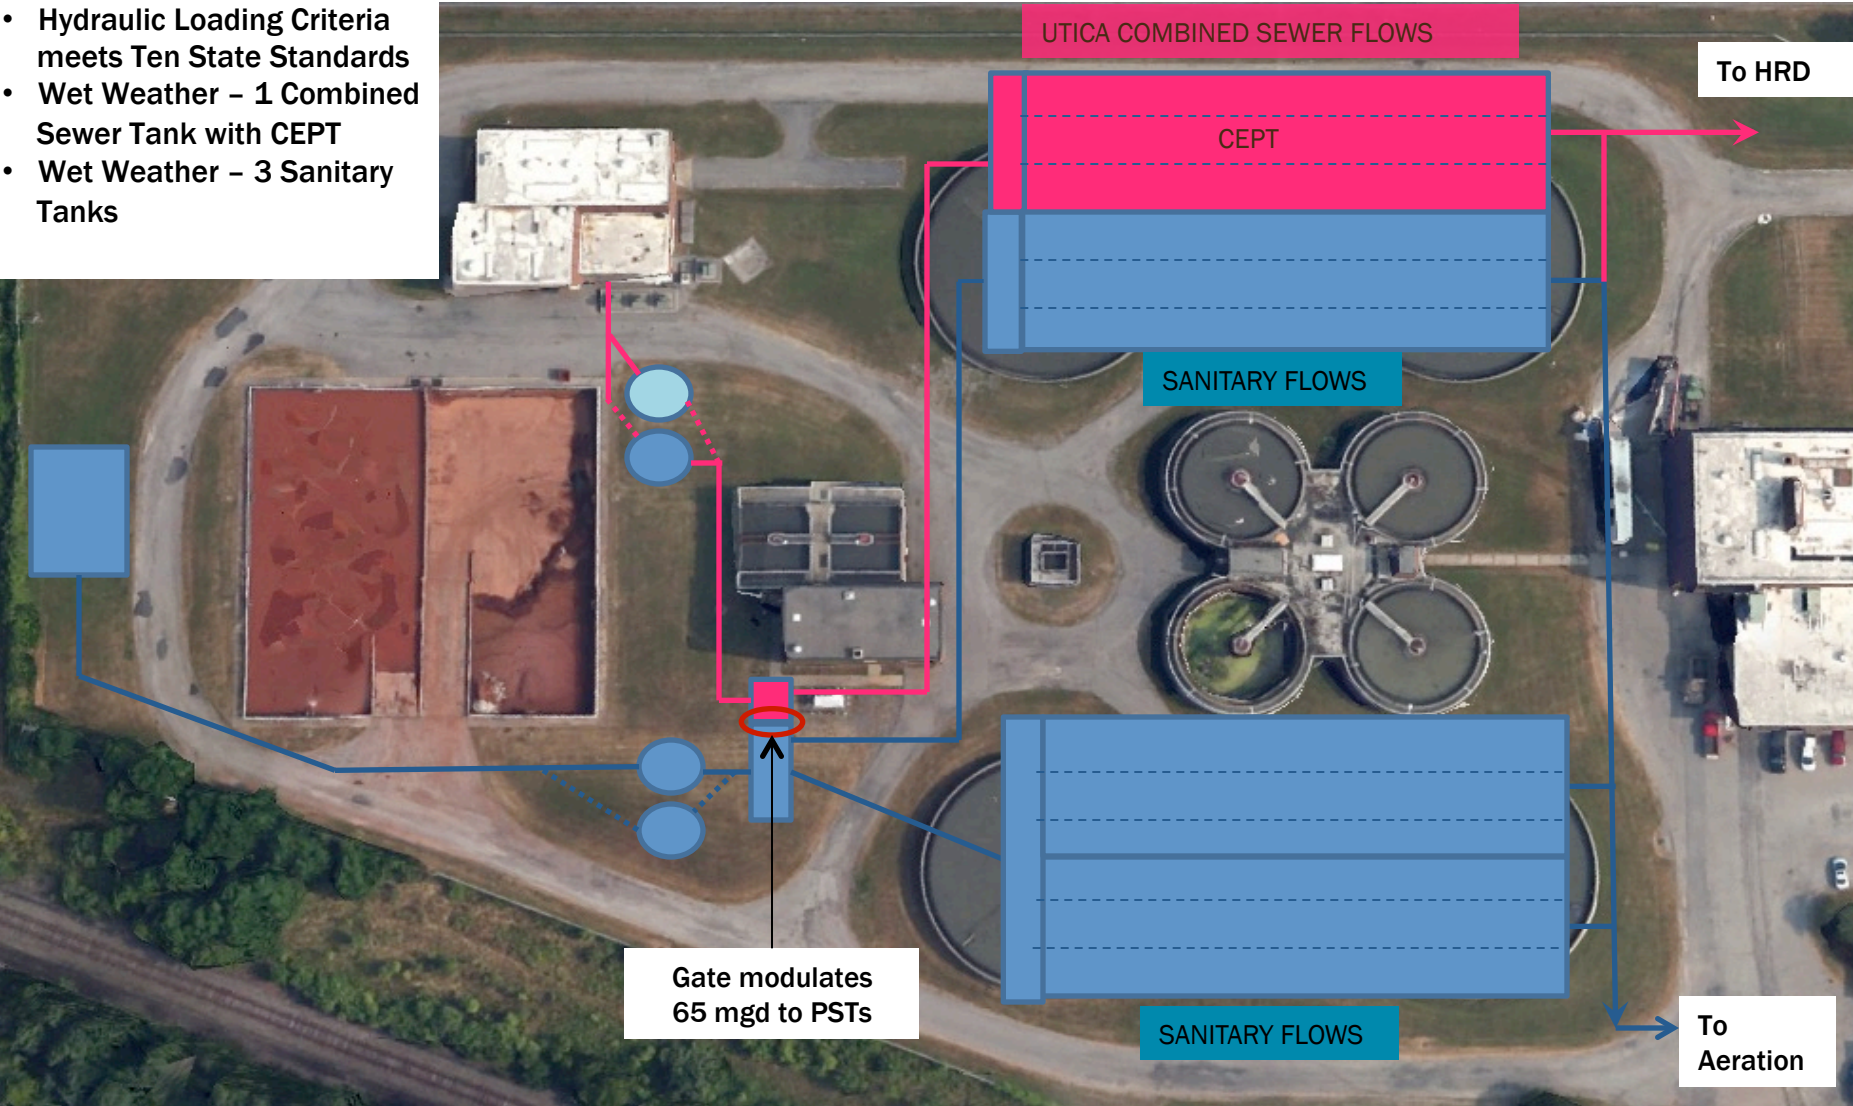 • Hydraulic Loading Criteria
meets Ten State Standards
• Wet Weather – 1 Combined
Sewer Tank with CEPT
• Wet Weather – 3 Sanitary
Tanks
UTICA COMBINED SEWER FLOWS
To HRD
CEPT
SANITARY FLOWS
Gate modulates
65 mgd to PSTs
SANITARY FLOWS
To
Aeration